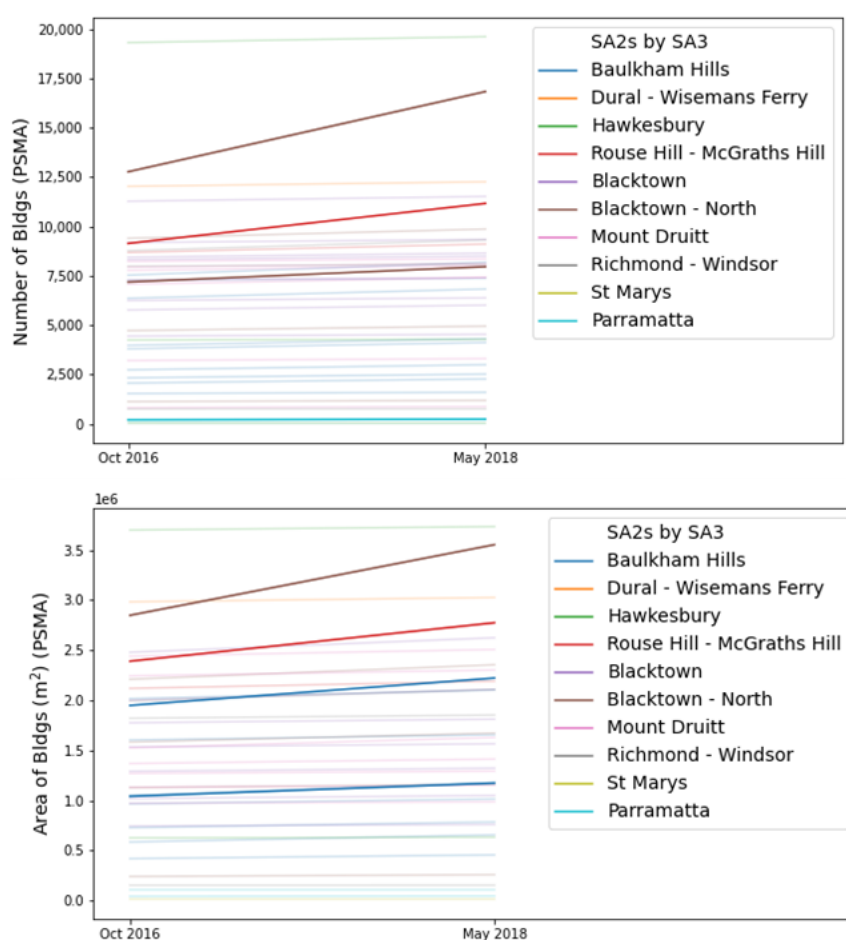 20,000
17,500
15,000
12,500
10,000
7,500
5,000
2,500
0
Number of Bldgs (PSMA)
Oct 2016
May 2018
SA2s by SA3
Baulkham Hills
Dural - Wisemans Ferry
Hawkesbury
Rouse Hill - McGraths Hill
Blacktown
Blacktown - North
Mount Druitt
Richmond - Windsor
St Marys
Parramatta
1e6
3.5
3.0
2.5
2.0
1.5
1.0
0.5
0.0
Area of Bldgs (m²) (PSMA)
Oct 2016
May 2018
SA2s by SA3
Baulkham Hills
Dural - Wisemans Ferry
Hawkesbury
Rouse Hill - McGraths Hill
Blacktown
Blacktown - North
Mount Druitt
Richmond - Windsor
St Marys
Parramatta